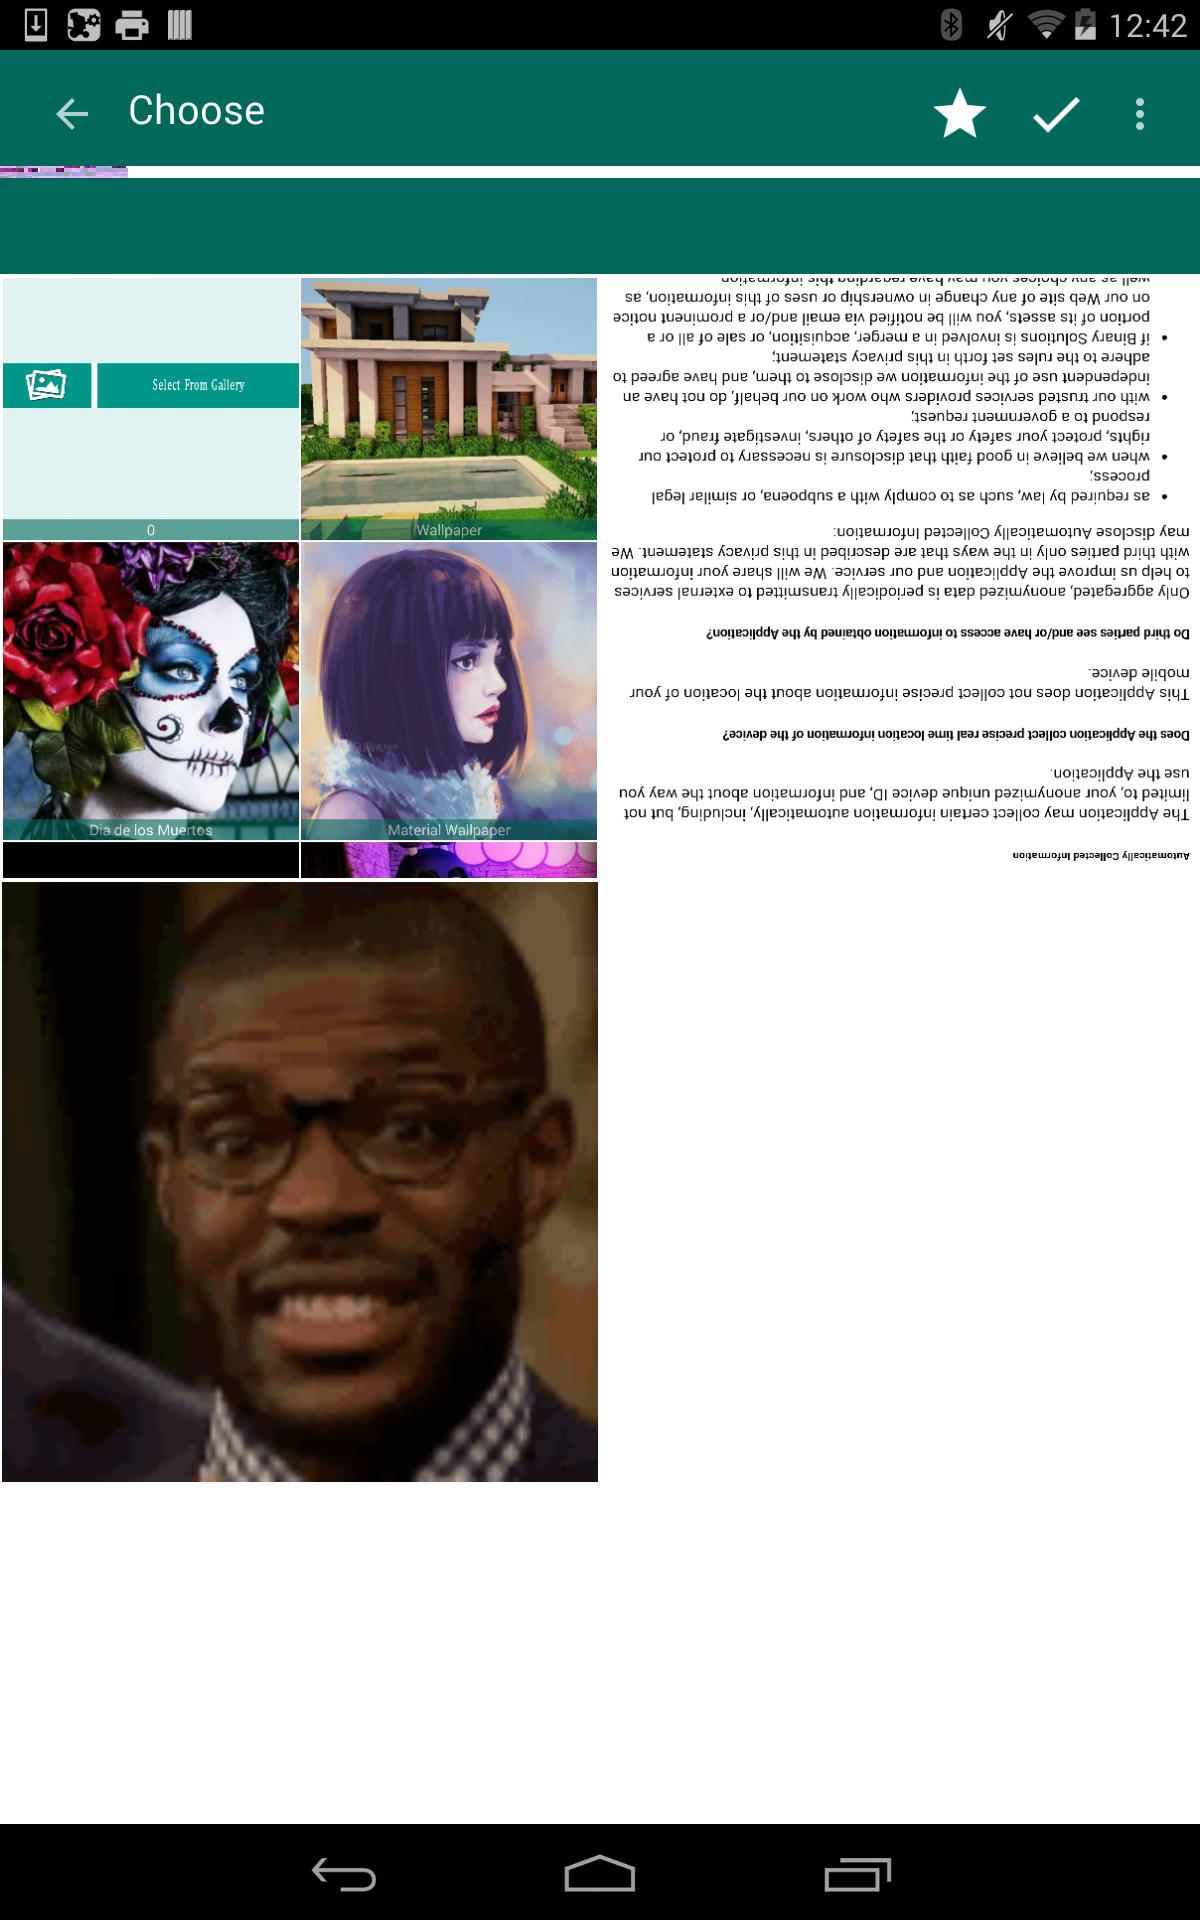 12:42
Choose
Select From Gallery
0
Wallpaper
Dia de los Muertos
Material Wallpaper
Automatically Collected Information
The Application may collect certain information automatically, including, but not
limited to, your anonymized unique device ID, and information about the way you
use the Application.
Does the Application collect precise real time location information of the device?
This Application does not collect precise information about the location of your
mobile device.
Do third parties see and/or have access to information obtained by the Application?
Only aggregated, anonymized data is periodically transmitted to external services
to help us improve the Application and our service. We will share your information
with third parties only in the ways that are described in this privacy statement. We
may disclose Automatically Collected Information:
• as required by law, such as to comply with a subpoena, or similar legal
process;
• when we believe in good faith that disclosure is necessary to protect our
rights, protect your safety or the safety of others, investigate fraud, or
respond to a government request;
• with our trusted services providers who work on our behalf, do not have an
independent use of the information we disclose to them, and have agreed to
adhere to the rules set forth in this privacy statement;
• if Binary Solutions is involved in a merger, acquisition, or sale of all or a
portion of its assets, you will be notified via email and/or a prominent notice
on our Web site of any change in ownership or uses of this information, as
well as any choices you may have regarding this information